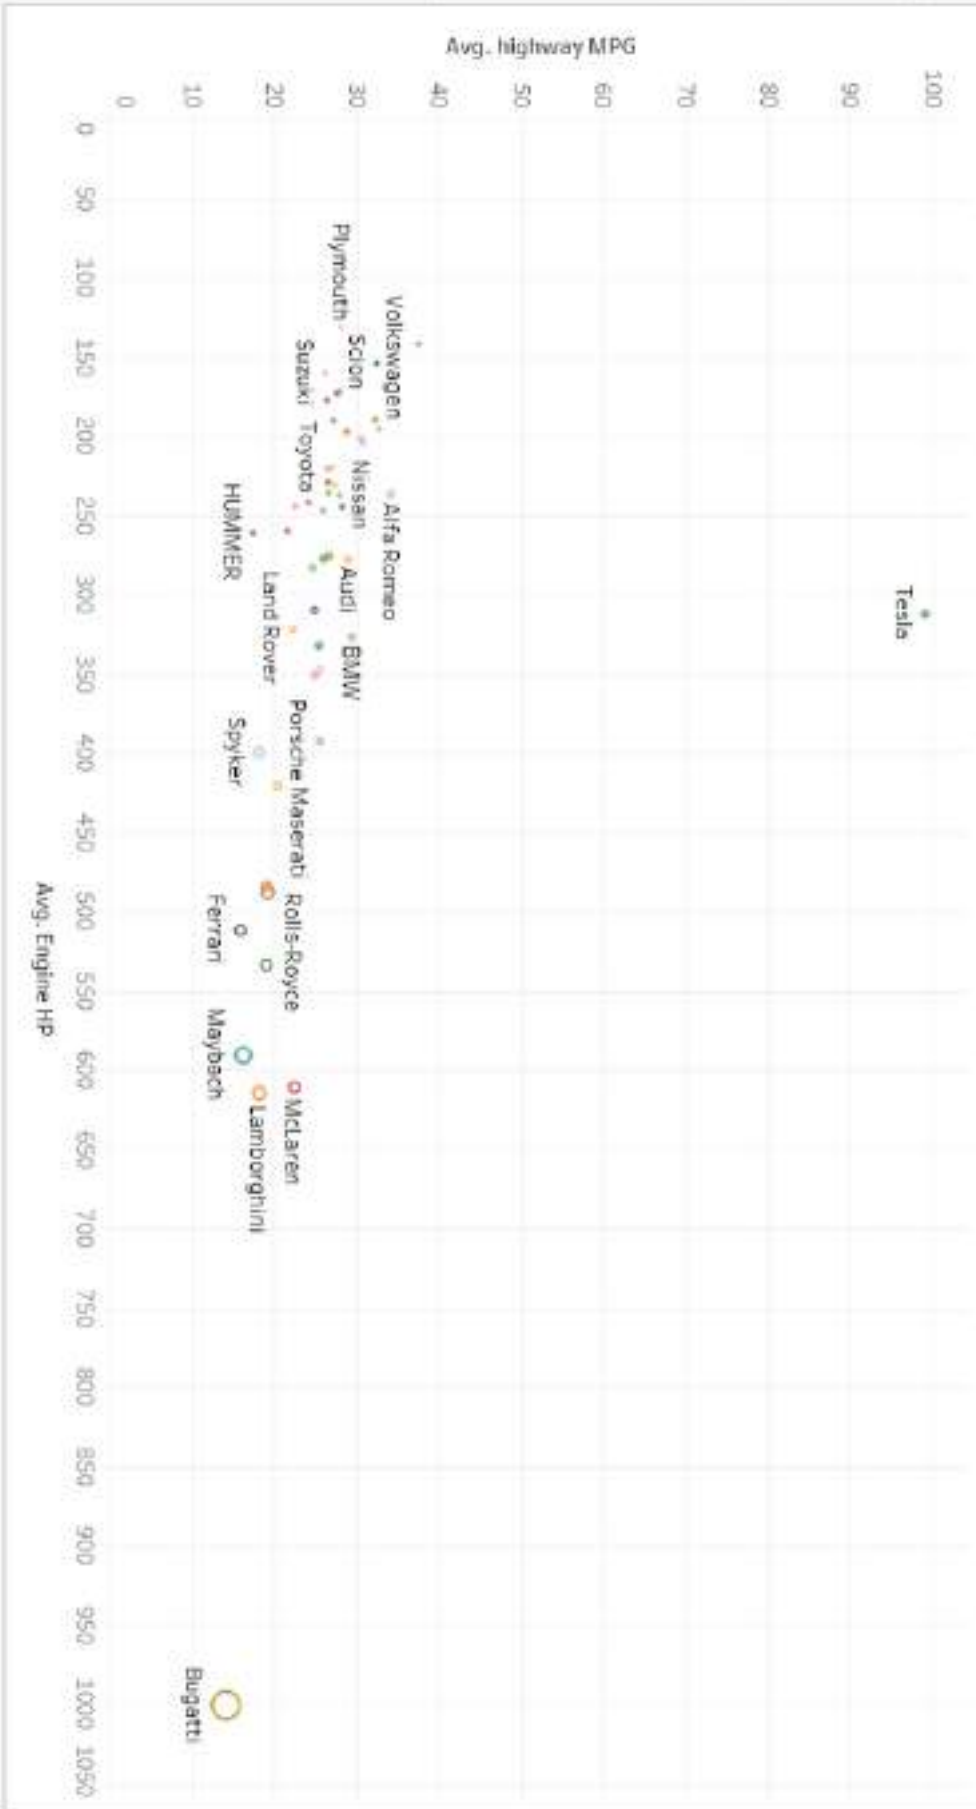 Avg. highway MPG
100
90
80
70
60
50
40
30
20
10
0
Tesla
Volkswagen
Alfa Romeo
Plymouth
Scion
Nissan
Audi
BMW
Suzuki
Toyota
Porsche
Maserati
Rolls-Royce
McLaren
HUMMER
Land Rover
Spyker
Ferrari
Maybach
Lamborghini
Bugatti
0
50
100
150
200
250
300
350
400
450
500
550
600
650
700
750
800
850
900
950
1000
1050
Avg. Engine HP